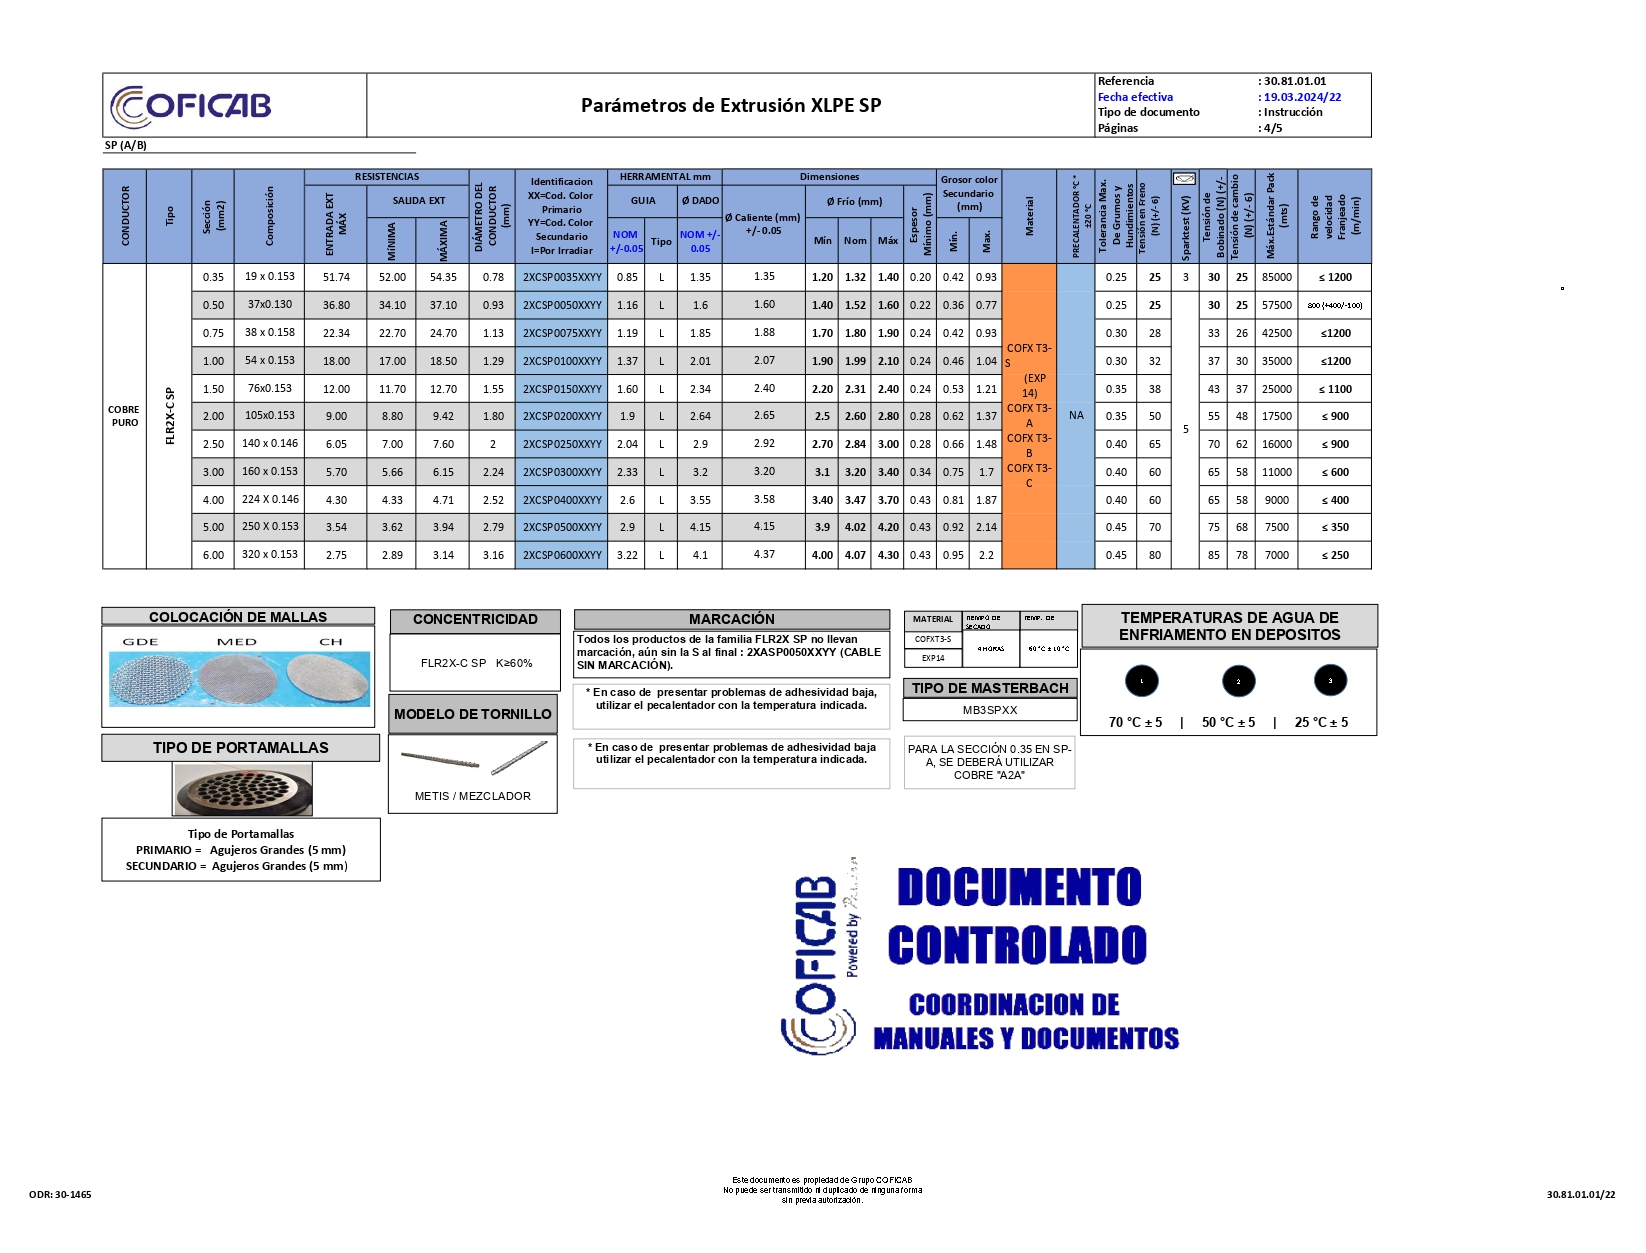 COFICAB
Parámetros de Extrusión XLPE SP
Referencia : 30.81.01.01
Fecha efectiva : 19.03.2024/22
Tipo de documento : Instrucción
Páginas : 4/5
SP (A/B)
CONDUCTOR
Tipo
Sección (mm2)
Composición
RESISTENCIAS
ENTRADA EXT MÁX
SALIDA EXT
MÍNIMA
MÁXIMA
DIÁMETRO DEL CONDUCTOR (mm)
Identificacion
XX=Cod. Color
Primario
YY=Cod. Color
Secundario
I=Por Irradiar
HERRAMENTAL mm
GUIA
Ø DADO
NOM +/-0.05
Tipo
NOM +/- 0.05
Dimensiones
Ø Caliente (mm) +/- 0.05
Ø Frío (mm)
Mín
Nom
Máx
Espesor Mínimo (mm)
Grosor color Secundario (mm)
Mín.
Max.
Material
PRECALENTADOR °C * ±20 °C
Tolerancia Max. De Grumos y Hundimientos
Tensión en Freno (N) (+/- 6)
Sparktest (KV)
Tensión de Bobinado (N) (+/-
Tensión de cambio (N) (+/- 6)
Máx.Estándar Pack (mts)
Rango de velocidad Franjeado (m/min)
COBRE PURO
FLR2X-C SP
0.35 19 x 0.153 51.74 52.00 54.35 0.78 2XCSP0035XXYY 0.85 L 1.35 1.35 1.20 1.32 1.40 0.20 0.42 0.93 0.25 25 3 30 25 85000 ≤ 1200
0.50 37x0.130 36.80 34.10 37.10 0.93 2XCSP0050XXYY 1.16 L 1.6 1.60 1.40 1.52 1.60 0.22 0.36 0.77 0.25 25 30 25 57500 800 (+400/-100)
0.75 38 x 0.158 22.34 22.70 24.70 1.13 2XCSP0075XXYY 1.19 L 1.85 1.88 1.70 1.80 1.90 0.24 0.42 0.93 0.30 28 33 26 42500 ≤1200
1.00 54 x 0.153 18.00 17.00 18.50 1.29 2XCSP0100XXYY 1.37 L 2.01 2.07 1.90 1.99 2.10 0.24 0.46 1.04 0.30 32 37 30 35000 ≤1200
1.50 76x0.153 12.00 11.70 12.70 1.55 2XCSP0150XXYY 1.60 L 2.34 2.40 2.20 2.31 2.40 0.24 0.53 1.21 0.35 38 43 37 25000 ≤ 1100
2.00 105x0.153 9.00 8.80 9.42 1.80 2XCSP0200XXYY 1.9 L 2.64 2.65 2.5 2.60 2.80 0.28 0.62 1.37 0.35 50 55 48 17500 ≤ 900
2.50 140 x 0.146 6.05 7.00 7.60 2 2XCSP0250XXYY 2.04 L 2.9 2.92 2.70 2.84 3.00 0.28 0.66 1.48 0.40 65 70 62 16000 ≤ 900
3.00 160 x 0.153 5.70 5.66 6.15 2.24 2XCSP0300XXYY 2.33 L 3.2 3.20 3.1 3.20 3.40 0.34 0.75 1.7 0.40 60 65 58 11000 ≤ 600
4.00 224 X 0.146 4.30 4.33 4.71 2.52 2XCSP0400XXYY 2.6 L 3.55 3.58 3.40 3.47 3.70 0.43 0.81 1.87 0.40 60 65 58 9000 ≤ 400
5.00 250 X 0.153 3.54 3.62 3.94 2.79 2XCSP0500XXYY 2.9 L 4.15 4.15 3.9 4.02 4.20 0.43 0.92 2.14 0.45 70 75 68 7500 ≤ 350
6.00 320 x 0.153 2.75 2.89 3.14 3.16 2XCSP0600XXYY 3.22 L 4.1 4.37 4.00 4.07 4.30 0.43 0.95 2.2 0.45 80 85 78 7000 ≤ 250
COFX T3-
S
(EXP
14)
COFX T3-
A
COFX T3-
B
COFX T3-
C
NA
5
COLOCACIÓN DE MALLAS
GDE MED CH
TIPO DE PORTAMALLAS
Tipo de Portamallas
PRIMARIO = Agujeros Grandes (5 mm)
SECUNDARIO = Agujeros Grandes (5 mm)
CONCENTRICIDAD
FLR2X-C SP K≥60%
MODELO DE TORNILLO
METIS / MEZCLADOR
MARCACIÓN
Todos los productos de la familia FLR2X SP no llevan
marcación, aún sin la S al final : 2XASP0050XXYY (CABLE
SIN MARCACIÓN).
* En caso de presentar problemas de adhesividad baja,
utilizar el pecalentador con la temperatura indicada.
* En caso de presentar problemas de adhesividad baja
utilizar el pecalentador con la temperatura indicada.
MATERIAL TIEMPO DE SECADO TEMP. DE
COFXT3-S
EXP14
4 HORAS 60 °C ± 10 °C
TIPO DE MASTERBACH
MB3SPXX
PARA LA SECCIÓN 0.35 EN SP-
A, SE DEBERÁ UTILIZAR
COBRE "A2A"
TEMPERATURAS DE AGUA DE
ENFRIAMIENTO EN DEPOSITOS
1 2 3
70 °C ± 5 | 50 °C ± 5 | 25 °C ± 5
COFICAB
Powered by
DOCUMENTO
CONTROLADO
COORDINACION DE
MANUALES Y DOCUMENTOS
ODR: 30-1465
Este documento es propiedad de Grupo COFICAB
No puede ser transmitido ni duplicado de ninguna forma
sin previa autorización.
30.81.01.01/22